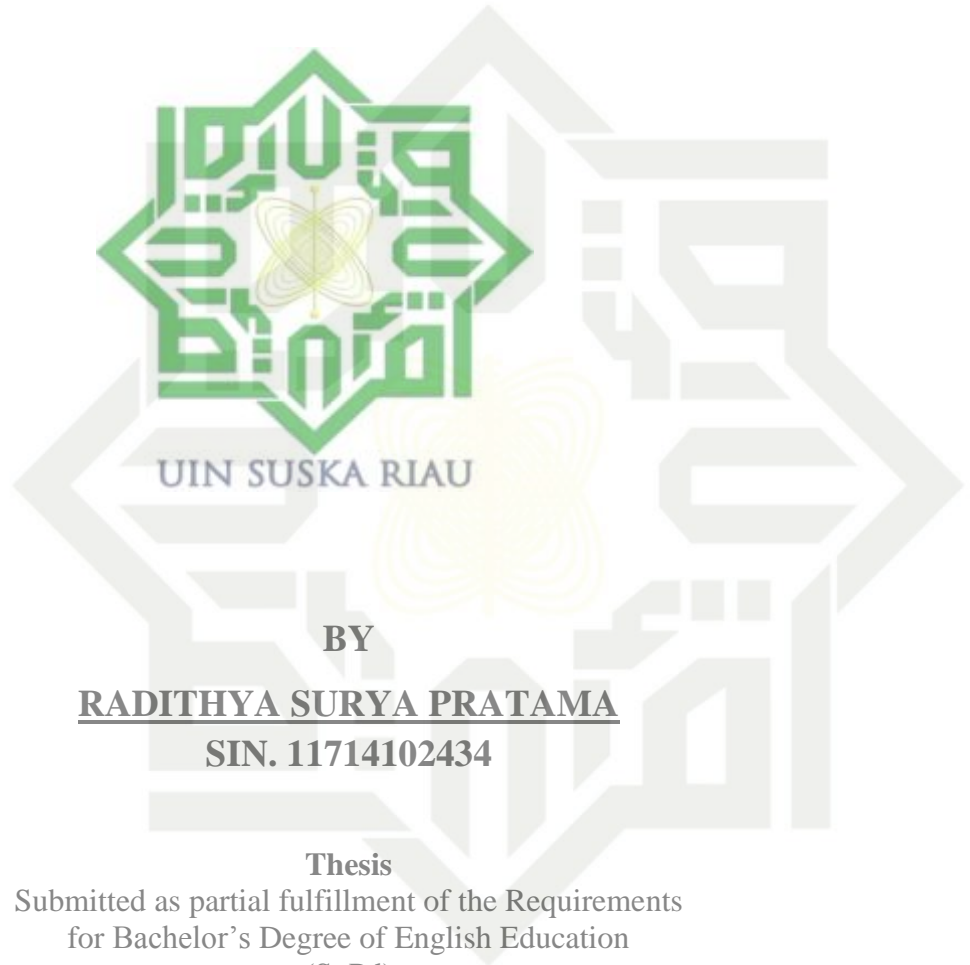 UIN SUSKA RIAU
BY
RADITHYA SURYA PRATAMA
SIN. 11714102434
Thesis
Submitted as partial fulfillment of the Requirements
for Bachelor’s Degree of English Education